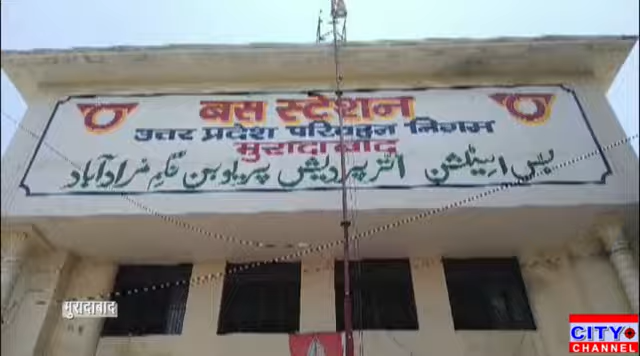 बस स्टेशन
उत्तर प्रदेश परिवहन निगम
मुरादाबाद
بس اسٹیشن اتر پردیش پریوہن نگم مرادآباد
मुरादाबाद
CITY
CHANNEL